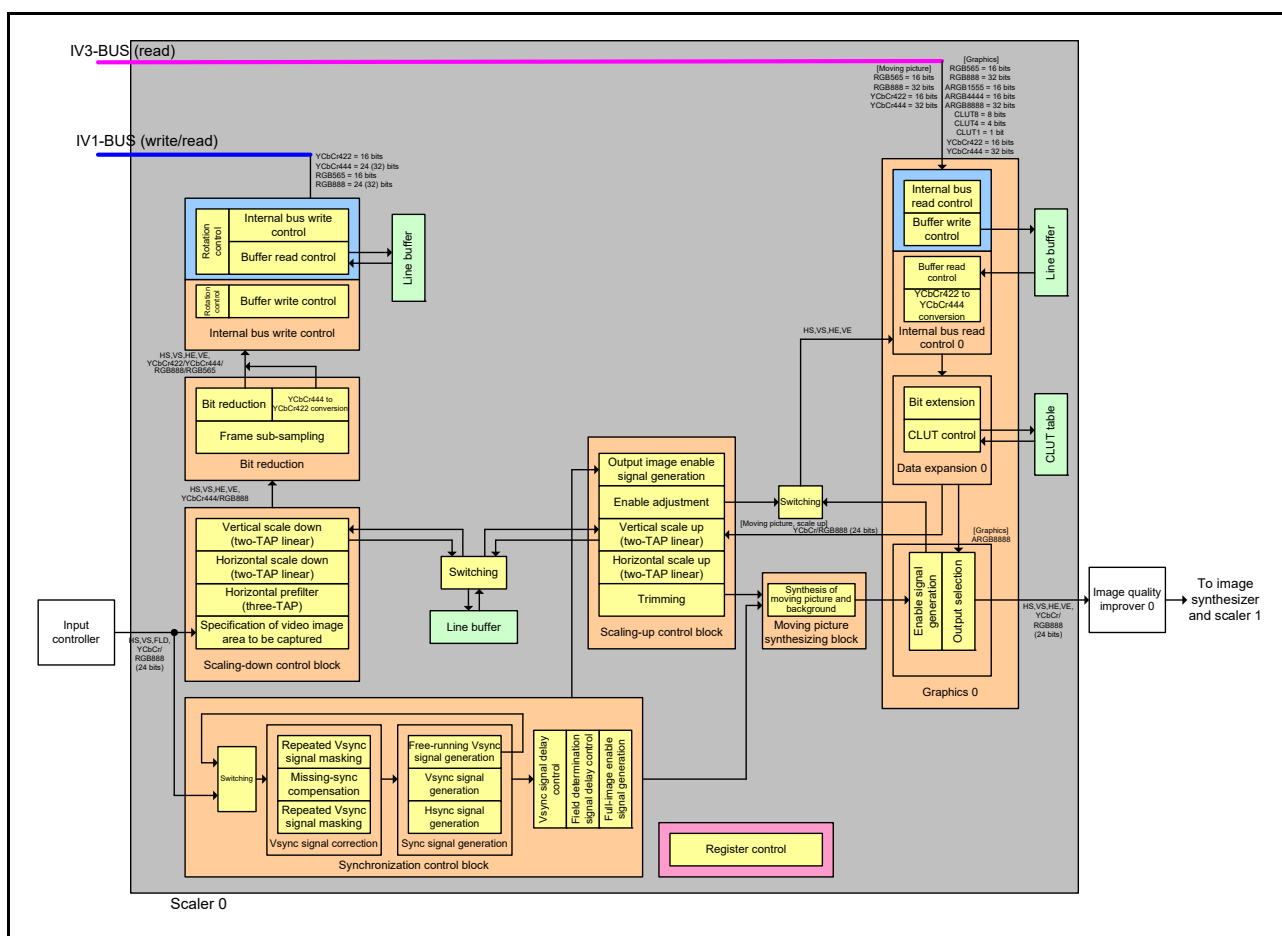 IV3-BUS (read)
[Moving picture]
RGB565 = 16 bits
RGB888 = 32 bits
YCbCr422 = 16 bits
YCbCr444 = 32 bits
[Graphics]
RGB565 = 16 bits
RGB888 = 32 bits
ARGB1555 = 16 bits
ARGB4444 = 16 bits
ARGB8888 = 32 bits
CLUT8 = 8 bits
CLUT4 = 4 bits
CLUT1 = 1 bit
YCbCr422 = 16 bits
YCbCr444 = 32 bits
IV1-BUS (write/read)
YCbCr422 = 16 bits
YCbCr444 = 24 (32) bits
RGB565 = 16 bits
RGB888 = 24 (32) bits
Rotation
control
Internal bus write
control
Buffer read control
Line buffer
Rotation
control
Buffer write control
Internal bus write control
HS,VS,HE,VE,
YCbCr422/YCbCr444/
RGB888/RGB565
Bit reduction
YCbCr444 to
YCbCr422 conversion
Frame sub-sampling
Bit reduction
HS,VS,HE,VE,
YCbCr444/RGB888
Vertical scale down
(two-TAP linear)
Horizontal scale down
(two-TAP linear)
Horizontal prefilter
(three-TAP)
Specification of video image
area to be captured
Scaling-down control block
Input
controller
HS,VS,FLD,
YCbCr/
RGB888
(24 bits)
Switching
Line buffer
Output image enable
signal generation
Enable adjustment
Vertical scale up
(two-TAP linear)
Horizontal scale up
(two-TAP linear)
Trimming
Scaling-up control block
Switching
HS,VS,HE,VE
[Moving picture, scale up]
YCbCr/RGB888 (24 bits)
Synthesis of
moving picture and
background
Moving picture
synthesizing block
Internal bus
read control
Buffer write
control
Line buffer
Buffer read
control
YCbCr422 to
YCbCr444
conversion
Internal bus read
control 0
Bit extension
CLUT control
Data expansion 0
CLUT table
[Graphics]
ARGB8888
Enable signal
generation
Output selection
Graphics 0
HS,VS,HE,VE,
YCbCr/
RGB888
(24 bits)
Image quality
improver 0
To image
synthesizer
and scaler 1
Switching
Repeated Vsync
signal masking
Missing-sync
compensation
Repeated Vsync
signal masking
Vsync signal correction
Free-running Vsync
signal generation
Vsync signal
generation
Hsync signal
generation
Sync signal generation
Vsync signal delay
control
Field determination
signal delay control
Full-image enable
signal generation
Synchronization control block
Register control
Scaler 0